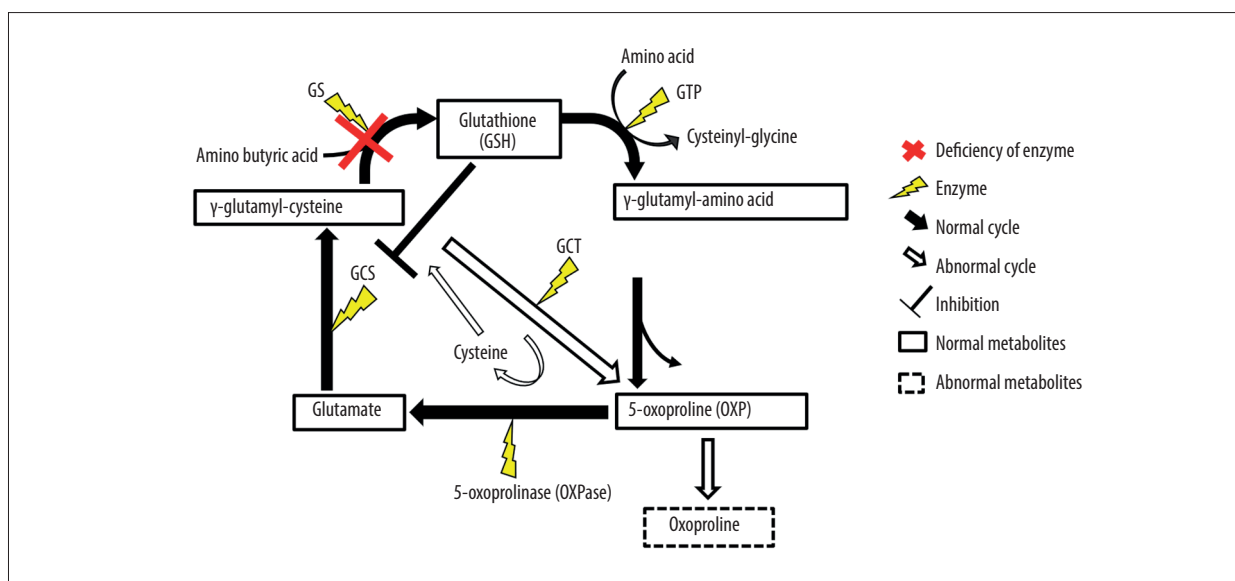 Amino acid
GS
GTP
Glutathione
(GSH)
Cysteinyl-glycine
Amino butyric acid
γ-glutamyl-cysteine
γ-glutamyl-amino acid
GCT
GCS
Cysteine
Glutamate
5-oxoproline (OXP)
5-oxoprolinase (OXPase)
Oxoproline
Deficiency of enzyme
Enzyme
Normal cycle
Abnormal cycle
Inhibition
Normal metabolites
Abnormal metabolites